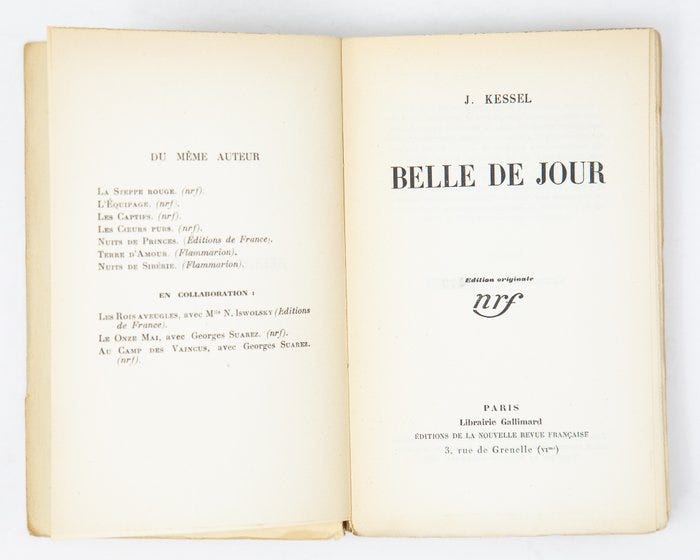 DU MÊME AUTEUR
LA STEPPE ROUGE. (nrf).
L'ÉQUIPAGE. (nrf).
LES CAPTIFS. (nrf).
LES CŒURS PURS. (nrf).
NUITS DE PRINCES. (Éditions de France).
TERRE D'AMOUR. (Flammarion).
NUITS DE SIBÉRIE. (Flammarion).
EN COLLABORATION :
LES ROIS AVEUGLES, avec Mlle N. ISWOLSKY (Éditions
de France).
LE ONZE MAI, avec Georges SUAREZ. (nrf).
AU CAMP DES VAINCUS, avec Georges SUAREZ.
(nrf).
J. KESSEL
BELLE DE JOUR
Edition originale
nrf
PARIS
Librairie Gallimard
ÉDITIONS DE LA NOUVELLE REVUE FRANÇAISE
3, rue de Grenelle (VIme)